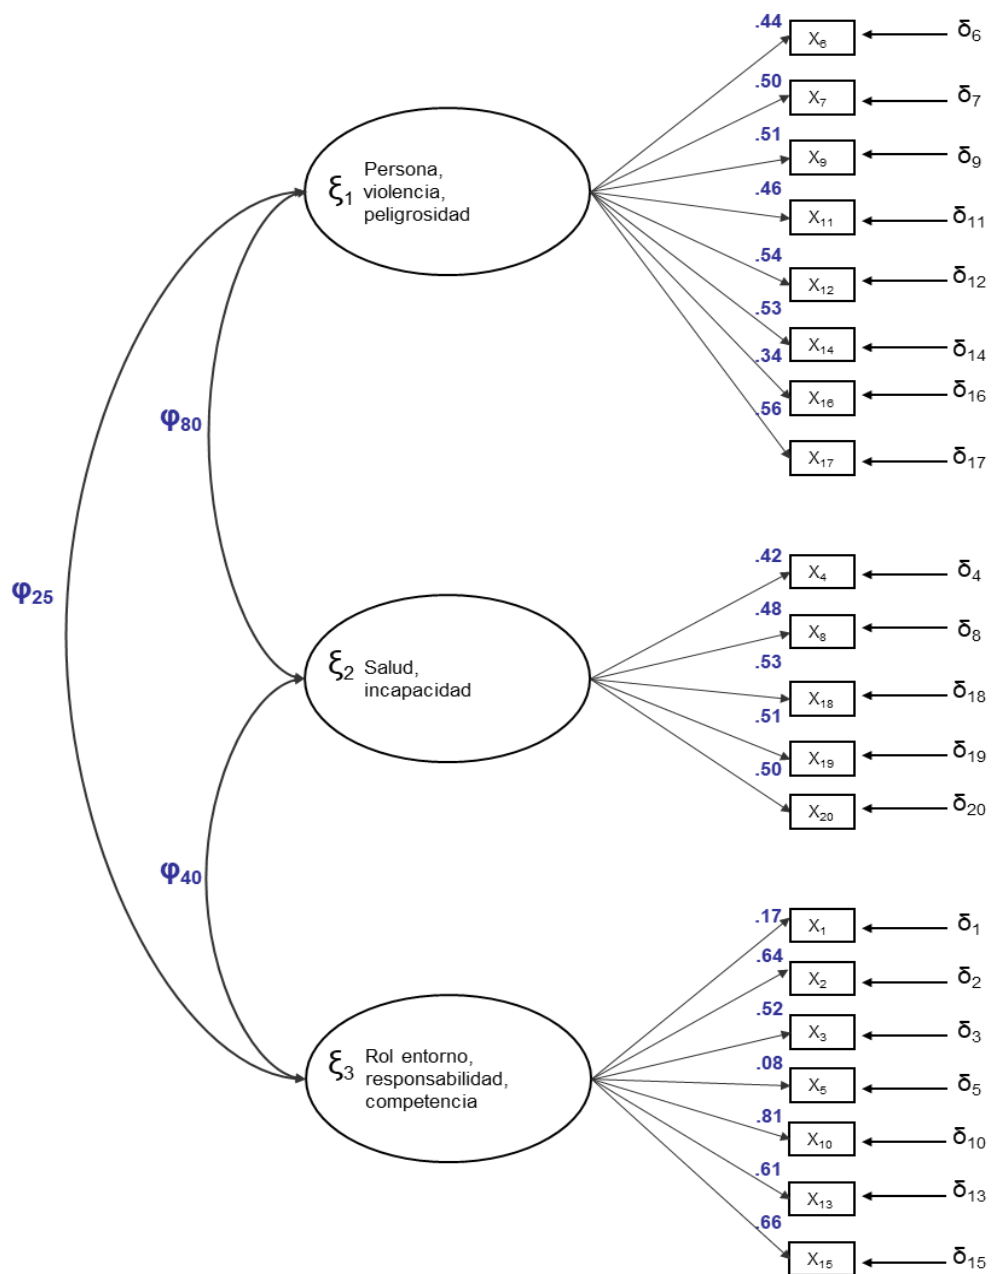 .44 X₆ δ₆
.50 X₇ δ₇
.51 X₉ δ₉
ξ₁ Persona,
violencia,
peligrosidad
.46 X₁₁ δ₁₁
.54 X₁₂ δ₁₂
.53 X₁₄ δ₁₄
.34 X₁₆ δ₁₆
.56 X₁₇ δ₁₇
φ₈₀
φ₂₅
.42 X₄ δ₄
.48 X₈ δ₈
ξ₂ Salud,
incapacidad
.53 X₁₈ δ₁₈
.51 X₁₉ δ₁₉
.50 X₂₀ δ₂₀
φ₄₀
.17 X₁ δ₁
.64 X₂ δ₂
.52 X₃ δ₃
ξ₃ Rol entorno,
responsabilidad,
competencia
.08 X₅ δ₅
.81 X₁₀ δ₁₀
.61 X₁₃ δ₁₃
.66 X₁₅ δ₁₅